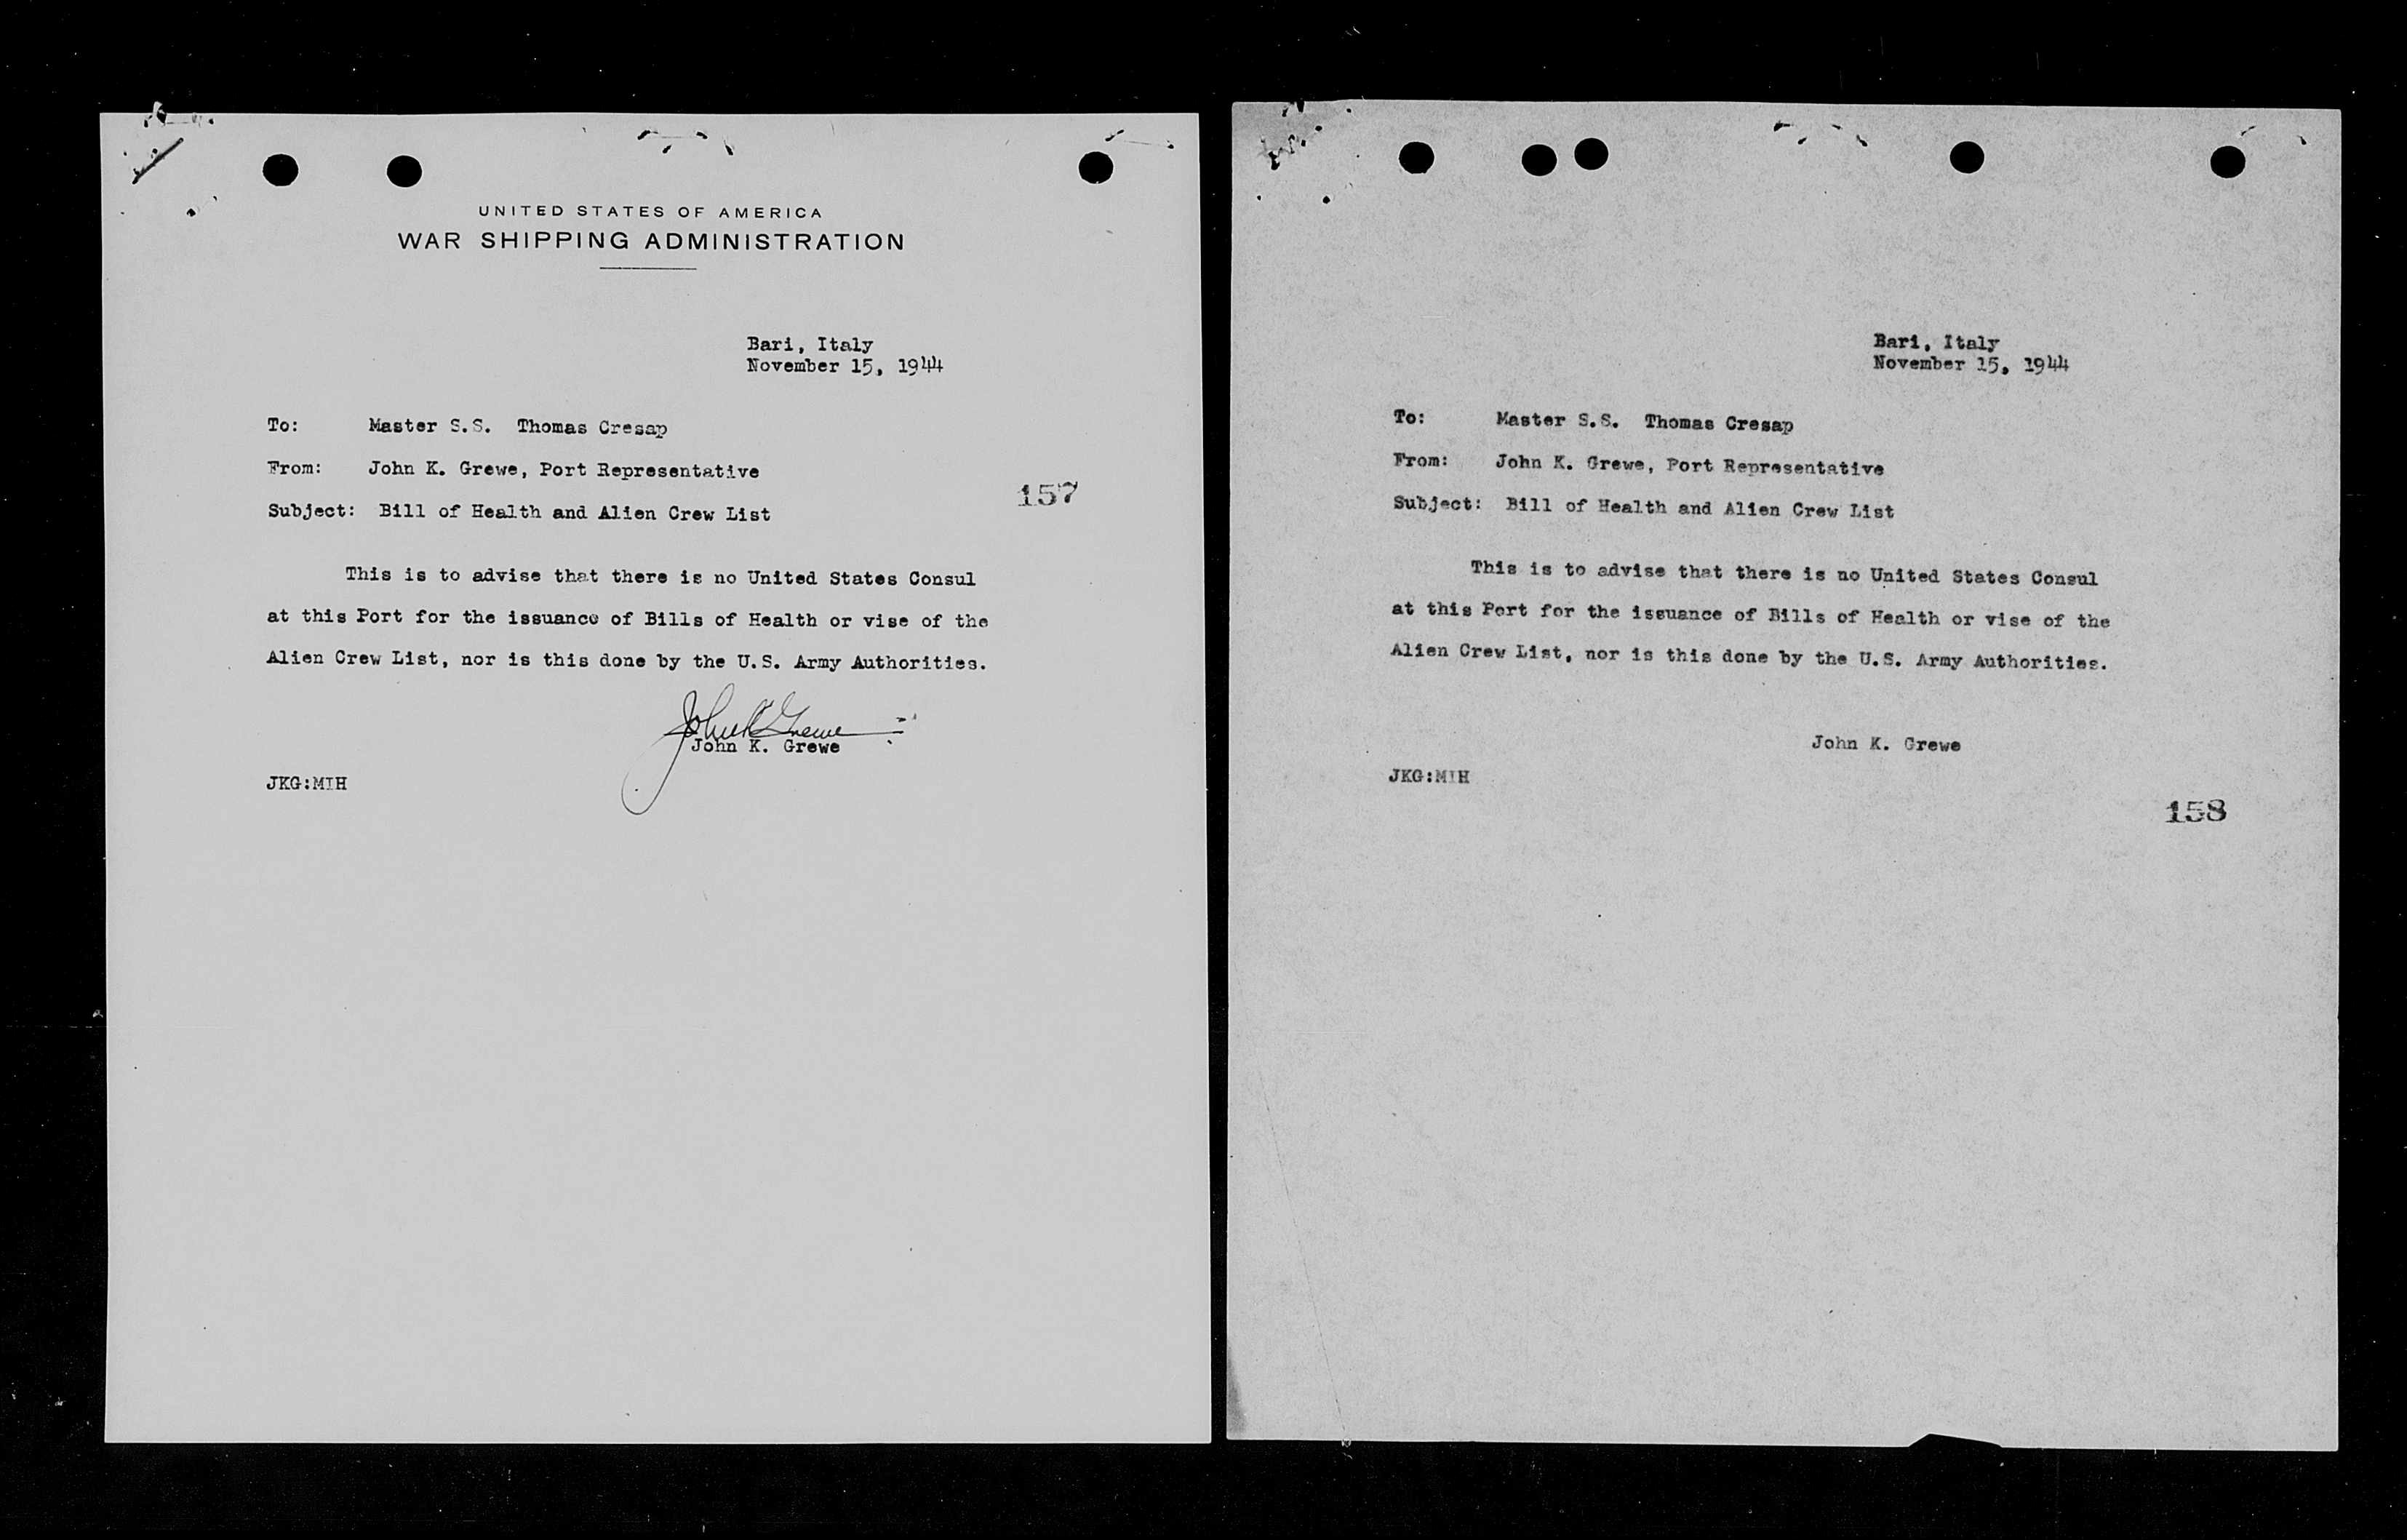 UNITED STATES OF AMERICA
WAR SHIPPING ADMINISTRATION
Bari, Italy
November 15, 1944
To: Master S.S. Thomas Cresap
From: John K. Grewe, Port Representative
157
Subject: Bill of Health and Alien Crew List
This is to advise that there is no United States Consul
at this Port for the issuance of Bills of Health or vise of the
Alien Crew List, nor is this done by the U.S. Army Authorities.
John K Grewe
John K. Grewe
JKG:MIH
Bari, Italy
November 15, 1944
To: Master S.S. Thomas Cresap
From: John K. Grewe, Port Representative
Subject: Bill of Health and Alien Crew List
This is to advise that there is no United States Consul
at this Port for the issuance of Bills of Health or vise of the
Alien Crew List, nor is this done by the U.S. Army Authorities.
John K. Grewe
JKG:MIH
158